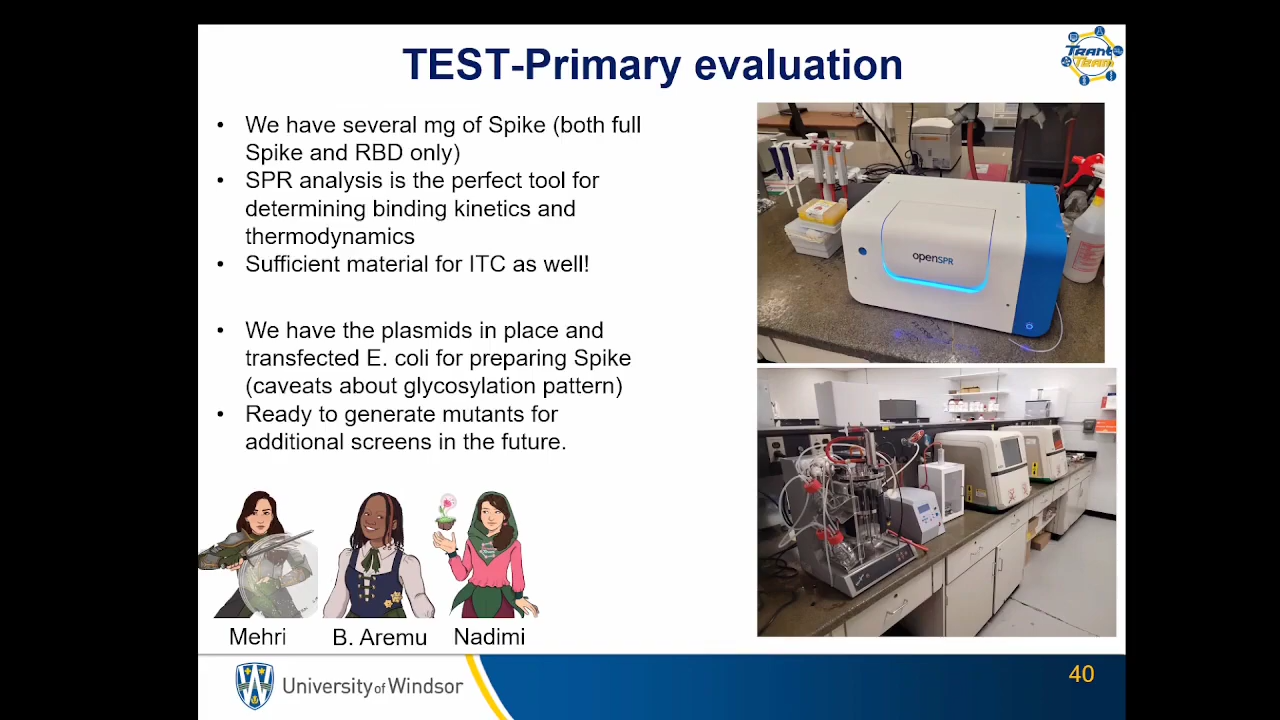 TEST-Primary evaluation
TRANT
TEAM
• We have several mg of Spike (both full
Spike and RBD only)
• SPR analysis is the perfect tool for
determining binding kinetics and
thermodynamics
• Sufficient material for ITC as well!
• We have the plasmids in place and
transfected E. coli for preparing Spike
(caveats about glycosylation pattern)
• Ready to generate mutants for
additional screens in the future.
openSPR
Mehri
B. Aremu
Nadimi
University of Windsor
40